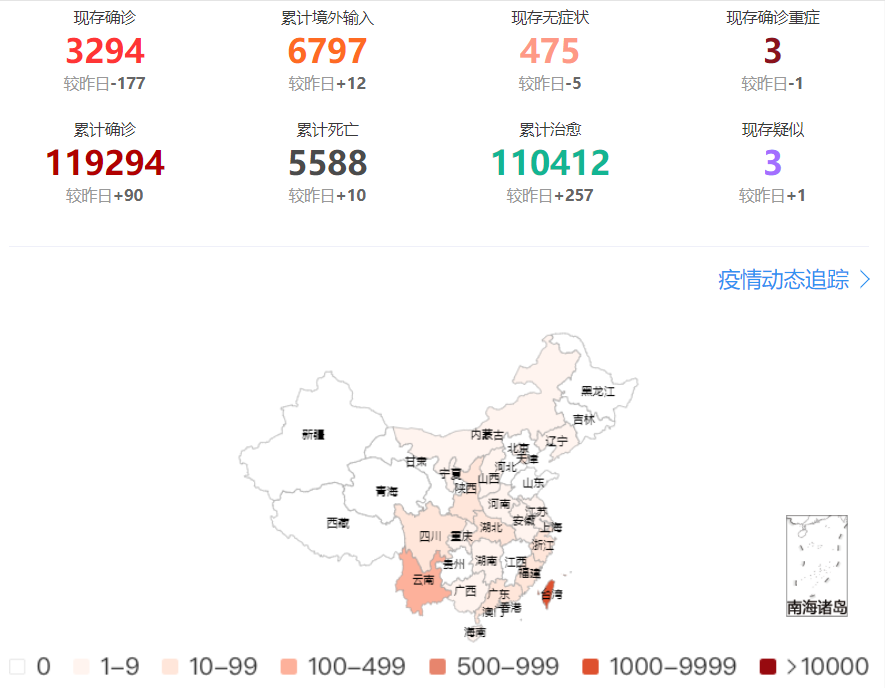 现存确诊 累计境外输入 现存无症状 现存确诊重症
3294 6797 475 3
较昨日-177 较昨日+12 较昨日-5 较昨日-1
累计确诊 累计死亡 累计治愈 现存疑似
119294 5588 110412 3
较昨日+90 较昨日+10 较昨日+257 较昨日+1
疫情动态追踪 >
黑龙江
吉林
新疆 内蒙古 辽宁
北京
天津
甘肃 河北
宁夏 山西
青海 陕西 山东
河南
西藏 江苏
安徽 上海
四川 重庆 湖北
浙江
贵州 湖南 江西
福建
云南
广西 广东 台湾
澳门 香港
南海诸岛
海南
0 1-9 10-99 100-499 500-999 1000-9999 >10000